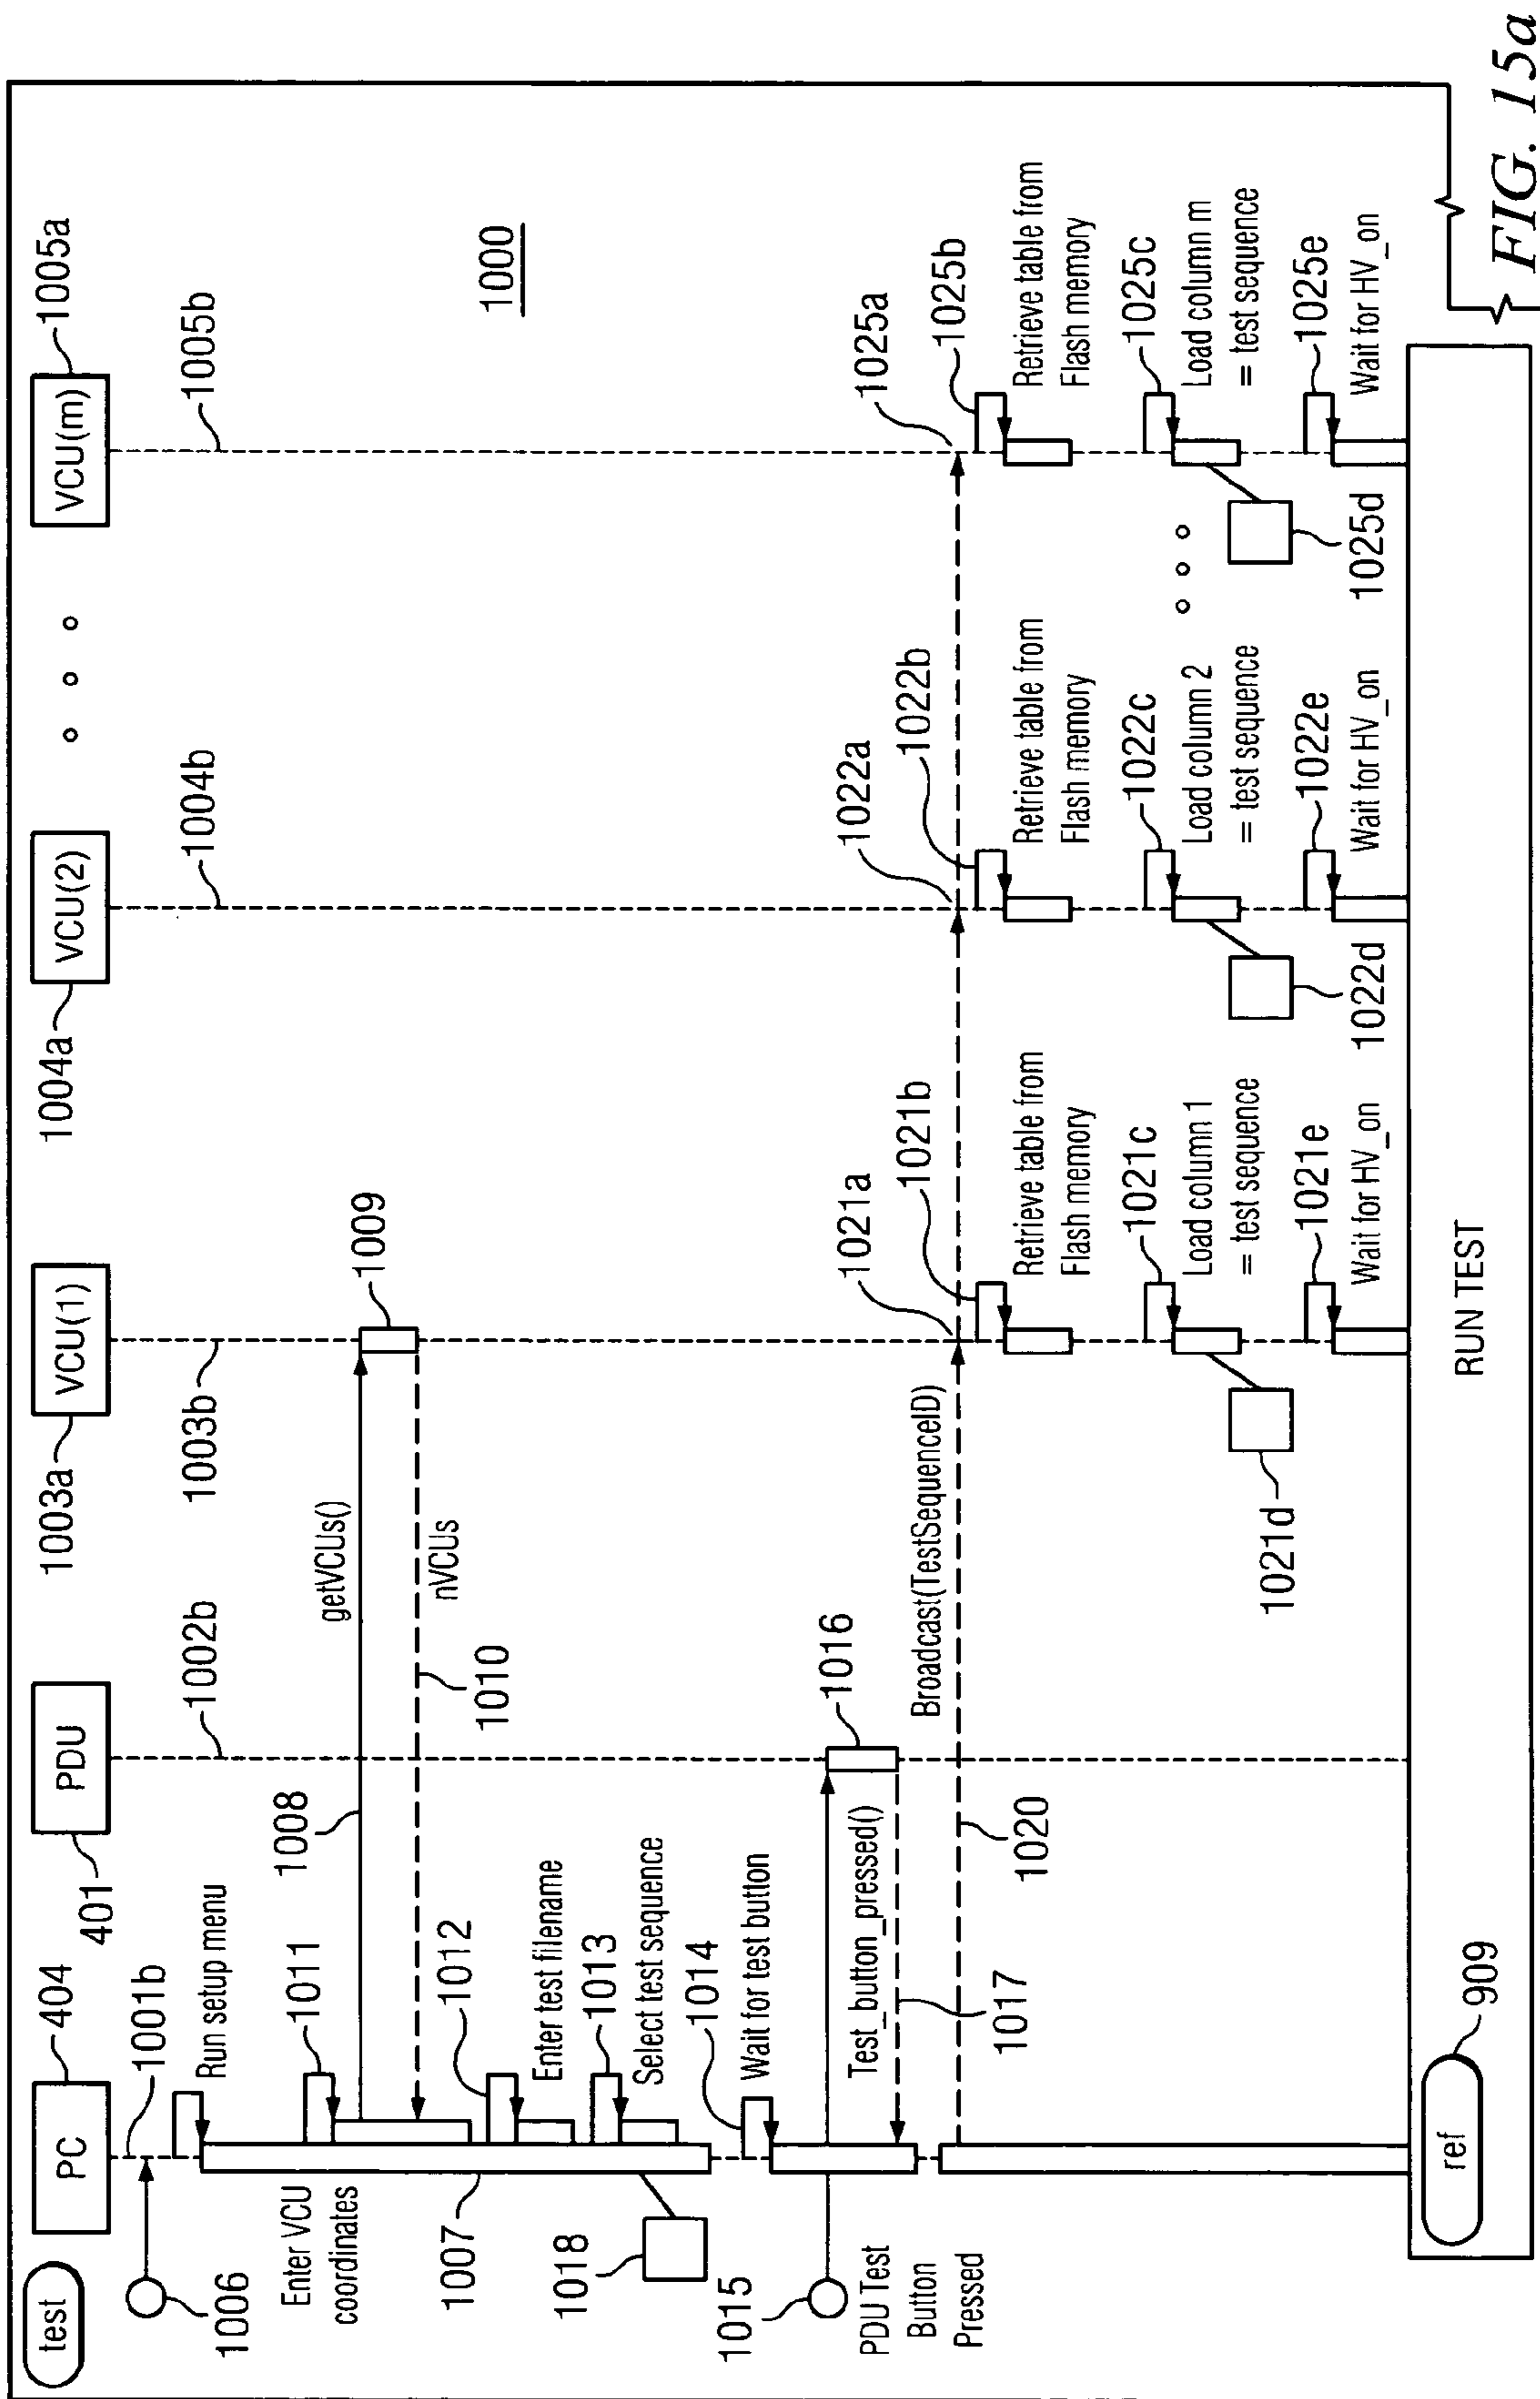 test
PC
404
PDU
401
VCU(1)
1003a
VCU(2)
1004a
VCU(m)
1005a
1001b
1002b
1003b
1004b
1005b
1006
Run setup menu
1000
Enter VCU
coordinates
1011
1008
getVCUs()
1009
nVCUs
1010
1007
1012
Enter test filename
1018
1013
Select test sequence
1014
Wait for test button
1015
PDU Test
Button
Pressed
1016
Test_button_pressed()
1017
Broadcast(TestSequenceID)
1020
1021a
1022a
1025a
1021b
1022b
1025b
Retrieve table from
Flash memory
Retrieve table from
Flash memory
Retrieve table from
Flash memory
1021c
1022c
1025c
Load column 1
= test sequence
Load column 2
= test sequence
Load column m
= test sequence
1021d
1022d
1025d
1021e
1022e
1025e
Wait for HV_on
Wait for HV_on
Wait for HV_on
ref
909
RUN TEST
FIG. 15a